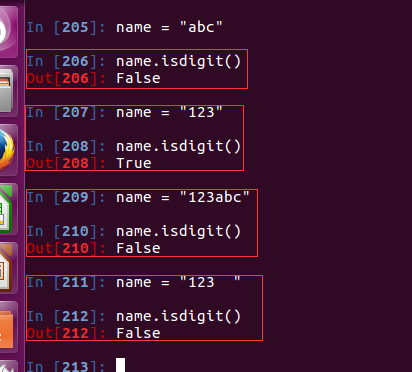 In [205]: name = "abc"
In [206]: name.isdigit()
Out[206]: False
In [207]: name = "123"
In [208]: name.isdigit()
Out[208]: True
In [209]: name = "123abc"
In [210]: name.isdigit()
Out[210]: False
In [211]: name = "123  "
In [212]: name.isdigit()
Out[212]: False
In [213]: